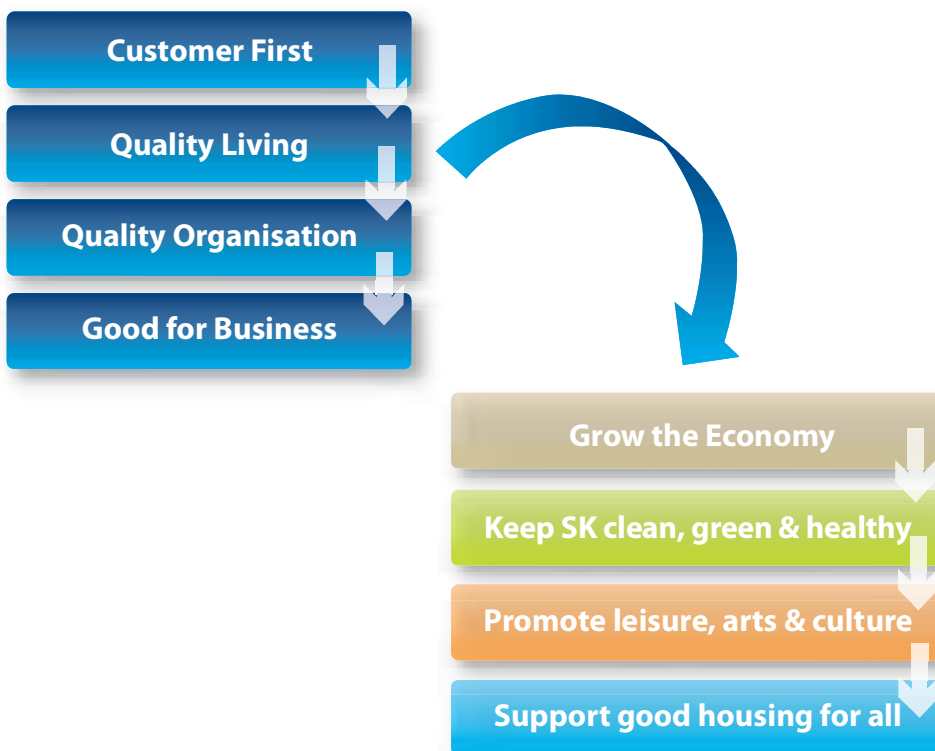 Customer First
Quality Living
Quality Organisation
Good for Business
Grow the Economy
Keep SK clean, green & healthy
Promote leisure, arts & culture
Support good housing for all